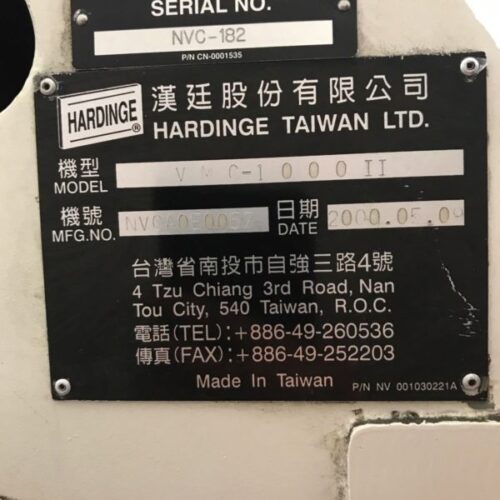 SERIAL NO.
NVC-182
P/N CN-0001535
HARDINGE ®
漢廷股份有限公司
HARDINGE TAIWAN LTD.
機型
MODEL
VMC-1000II
機號
MFG.NO.
日期
DATE
2000.05.09
台灣省南投市自強三路4號
4 Tzu Chiang 3rd Road, Nan
Tou City, 540 Taiwan, R.O.C.
電話(TEL):+886-49-260536
傳真(FAX):+886-49-252203
Made In Taiwan
P/N NV 001030221A